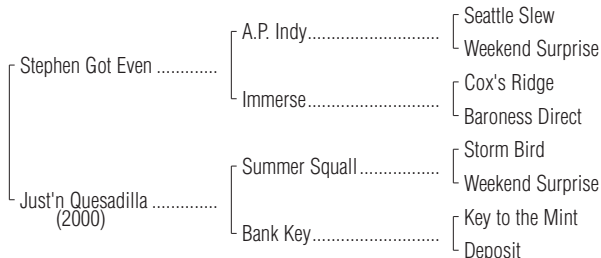 Seattle Slew
A.P. Indy
Weekend Surprise
Stephen Got Even
Cox's Ridge
Immerse
Baroness Direct
Storm Bird
Summer Squall
Weekend Surprise
Just'n Quesadilla
(2000)
Key to the Mint
Bank Key
Deposit